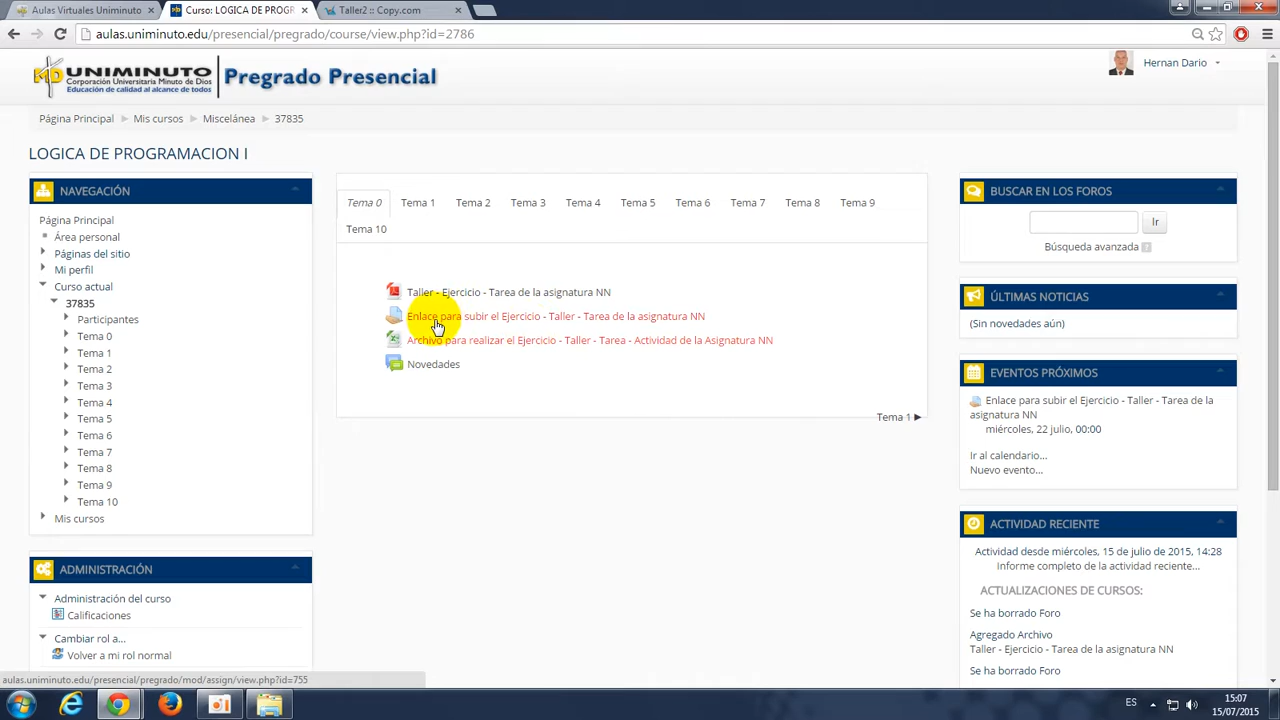 Aulas Virtuales Uniminuto
Curso: LOGICA DE PROGR
Taller2 :: Copy.com
aulas.uniminuto.edu/presencial/pregrado/course/view.php?id=2786
UNIMINUTO
Corporación Universitaria Minuto de Dios
Educación de calidad al alcance de todos
Pregrado Presencial
Hernan Dario
Página Principal
Mis cursos
Miscelánea
37835
LOGICA DE PROGRAMACION I
NAVEGACIÓN
Página Principal
Área personal
Páginas del sitio
Mi perfil
Curso actual
37835
Participantes
Tema 0
Tema 1
Tema 2
Tema 3
Tema 4
Tema 5
Tema 6
Tema 7
Tema 8
Tema 9
Tema 10
Mis cursos
ADMINISTRACIÓN
Administración del curso
Calificaciones
Cambiar rol a...
Volver a mi rol normal
Tema 0
Tema 1
Tema 2
Tema 3
Tema 4
Tema 5
Tema 6
Tema 7
Tema 8
Tema 9
Tema 10
Taller - Ejercicio - Tarea de la asignatura NN
Enlace para subir el Ejercicio - Taller - Tarea de la asignatura NN
Archivo para realizar el Ejercicio - Taller - Tarea - Actividad de la Asignatura NN
Novedades
Tema 1 ▶
BUSCAR EN LOS FOROS
Ir
Búsqueda avanzada ?
ÚLTIMAS NOTICIAS
(Sin novedades aún)
EVENTOS PRÓXIMOS
Enlace para subir el Ejercicio - Taller - Tarea de la
asignatura NN
miércoles, 22 julio, 00:00
Ir al calendario...
Nuevo evento...
ACTIVIDAD RECIENTE
Actividad desde miércoles, 15 de julio de 2015, 14:28
Informe completo de la actividad reciente...
ACTUALIZACIONES DE CURSOS:
Se ha borrado Foro
Agregado Archivo
Taller - Ejercicio - Tarea de la asignatura NN
Se ha borrado Foro
aulas.uniminuto.edu/presencial/pregrado/mod/assign/view.php?id=755
ES
15:07
15/07/2015